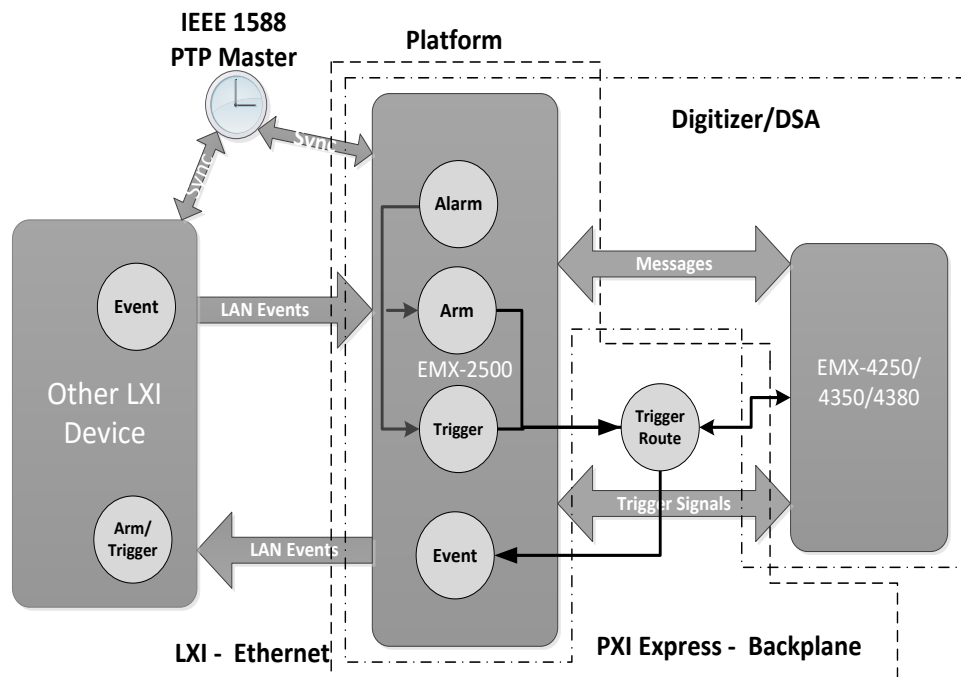 IEEE 1588
PTP Master
Platform
Digitizer/DSA
Sync
Sync
Alarm
Messages
Event
LAN Events
Arm
EMX-2500
EMX-4250/
4350/4380
Other LXI
Device
Trigger
Trigger
Route
Trigger Signals
Arm/
Trigger
LAN Events
Event
LXI - Ethernet
PXI Express - Backplane